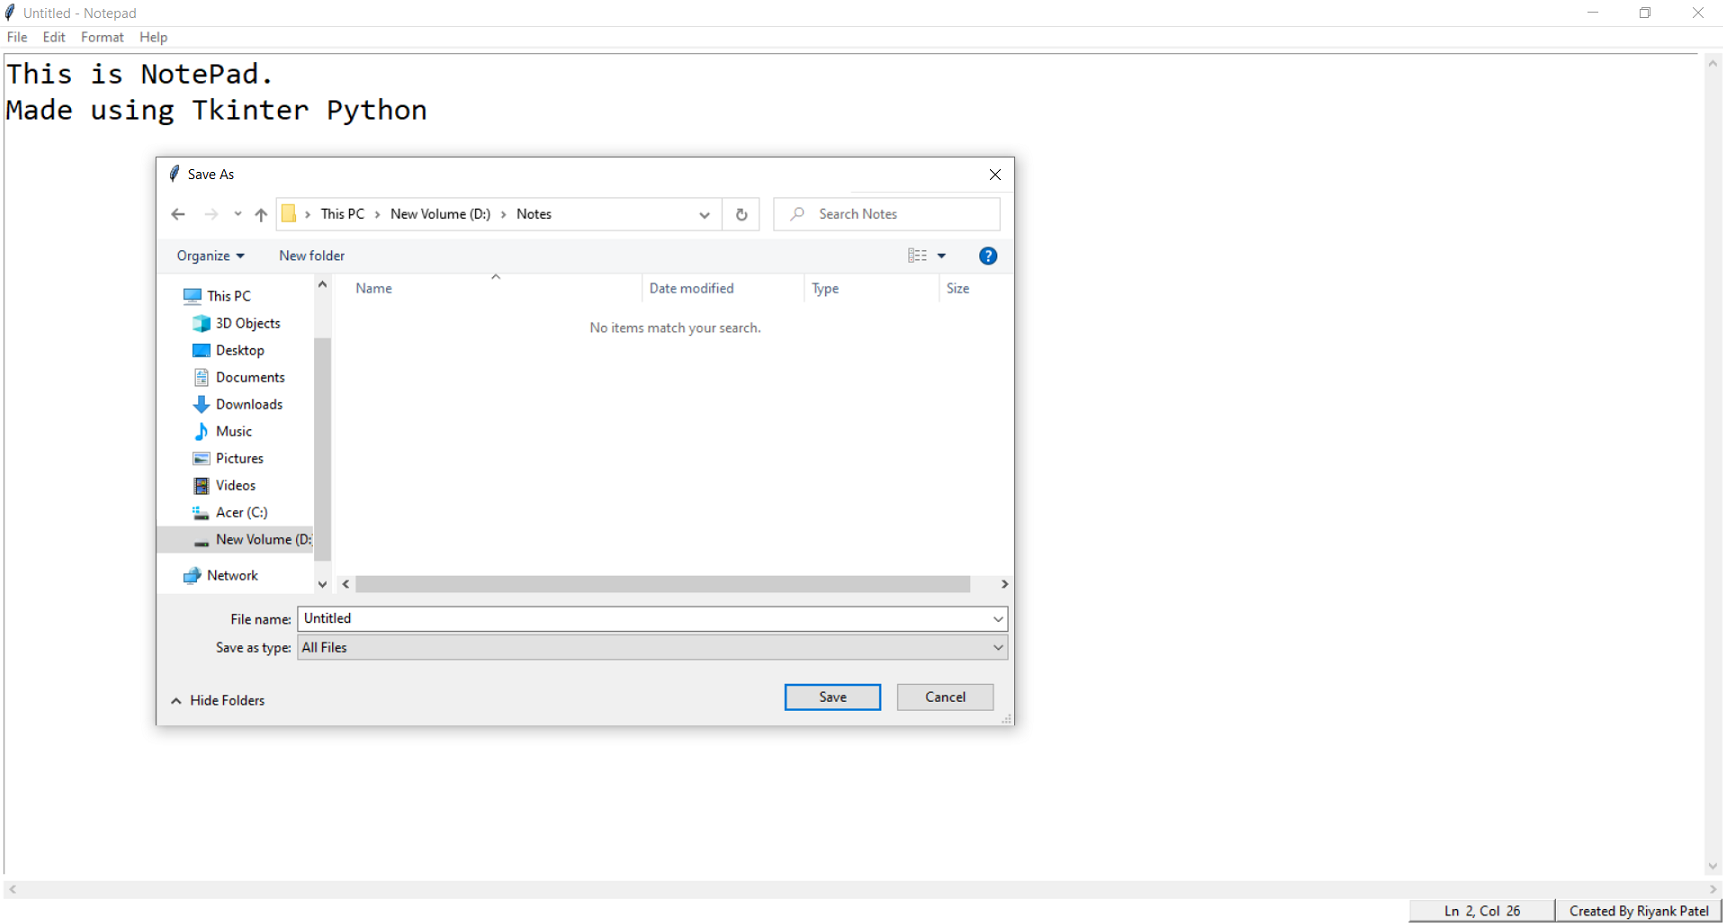 Untitled - Notepad
File Edit Format Help
This is NotePad.
Made using Tkinter Python
Save As
This PC New Volume (D:) Notes
Search Notes
Organize New folder
?
Name Date modified Type Size
No items match your search.
This PC
3D Objects
Desktop
Documents
Downloads
Music
Pictures
Videos
Acer (C:)
New Volume (D:
Network
File name: Untitled
Save as type: All Files
Hide Folders
Save Cancel
Ln 2, Col 26 Created By Riyank Patel